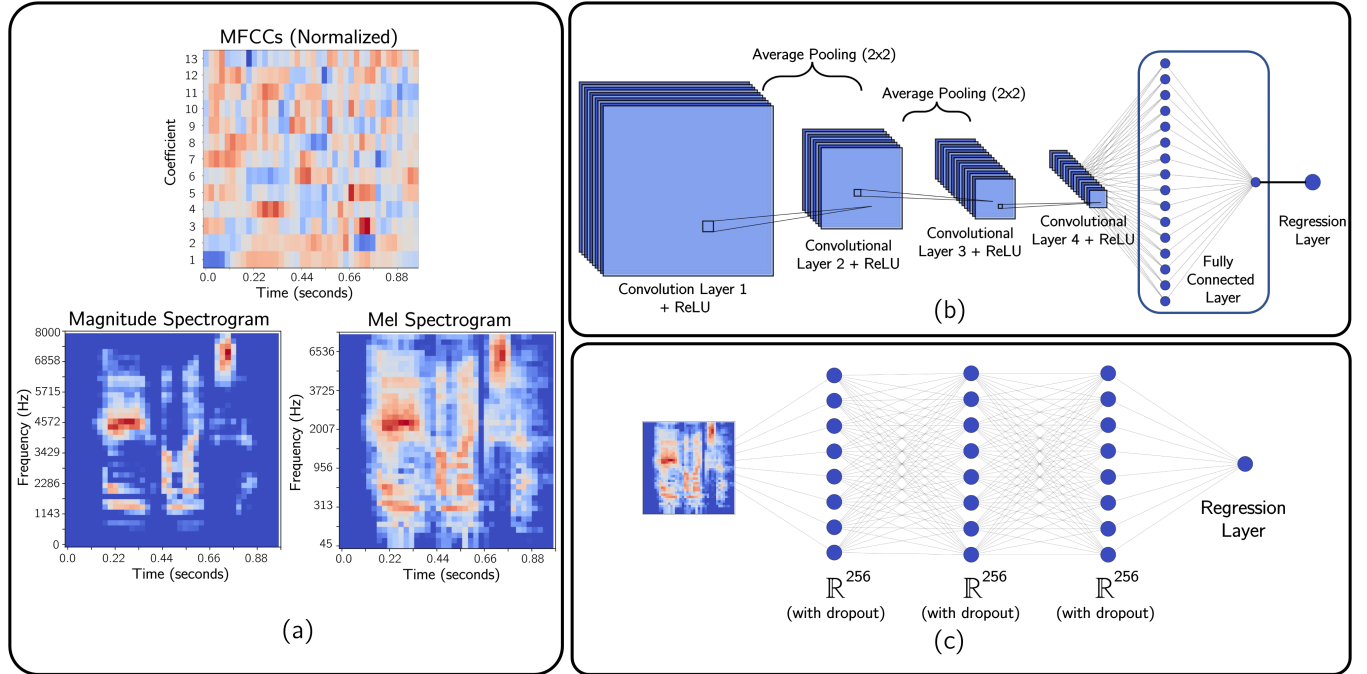 MFCCs (Normalized)
Coefficient
13
12
11
10
9
8
7
6
5
4
3
2
1
0.0 0.22 0.44 0.66 0.88
Time (seconds)
Magnitude Spectrogram
Frequency (Hz)
8000
6858
5715
4572
3429
2286
1143
0
0.0 0.22 0.44 0.66 0.88
Time (seconds)
Mel Spectrogram
Frequency (Hz)
6536
3725
2007
956
313
45
0.0 0.22 0.44 0.66 0.88
Time (seconds)
(a)
Average Pooling (2x2)
Average Pooling (2x2)
Convolution Layer 1
+ ReLU
Convolutional
Layer 2 + ReLU
Convolutional
Layer 3 + ReLU
Convolutional
Layer 4 + ReLU
Fully
Connected
Layer
Regression
Layer
(b)
ℝ^256
(with dropout)
ℝ^256
(with dropout)
ℝ^256
(with dropout)
Regression
Layer
(c)